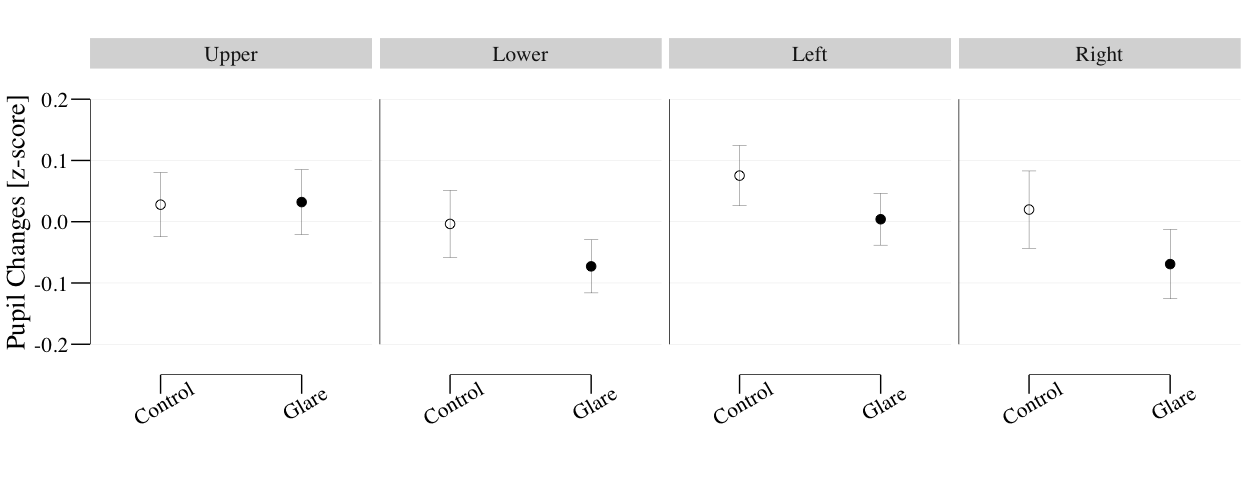 Upper Lower Left Right
Pupil Changes [z-score]
0.2
0.1
0.0
-0.1
-0.2
Control Glare Control Glare Control Glare Control Glare